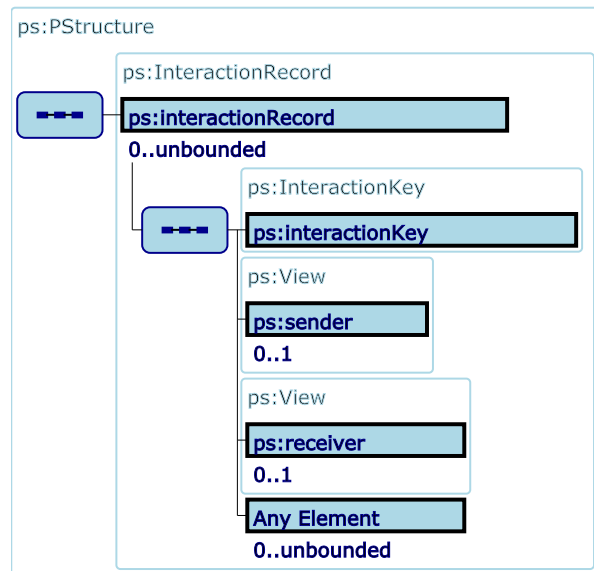 ps:PStructure
ps:InteractionRecord
ps:interactionRecord
0..unbounded
ps:InteractionKey
ps:interactionKey
ps:View
ps:sender
0..1
ps:View
ps:receiver
0..1
Any Element
0..unbounded